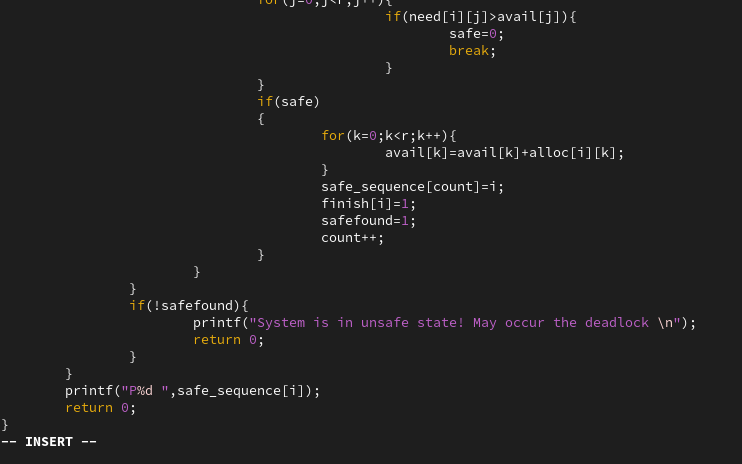 for(j=0;j<r;j++){
if(need[i][j]>avail[j]){
safe=0;
break;
}
}
if(safe)
{
for(k=0;k<r;k++){
avail[k]=avail[k]+alloc[i][k];
}
safe_sequence[count]=i;
finish[i]=1;
safefound=1;
count++;
}
}
}
if(!safefound){
printf("System is in unsafe state! May occur the deadlock \n");
return 0;
}
}
printf("P%d ",safe_sequence[i]);
return 0;
}
-- INSERT --